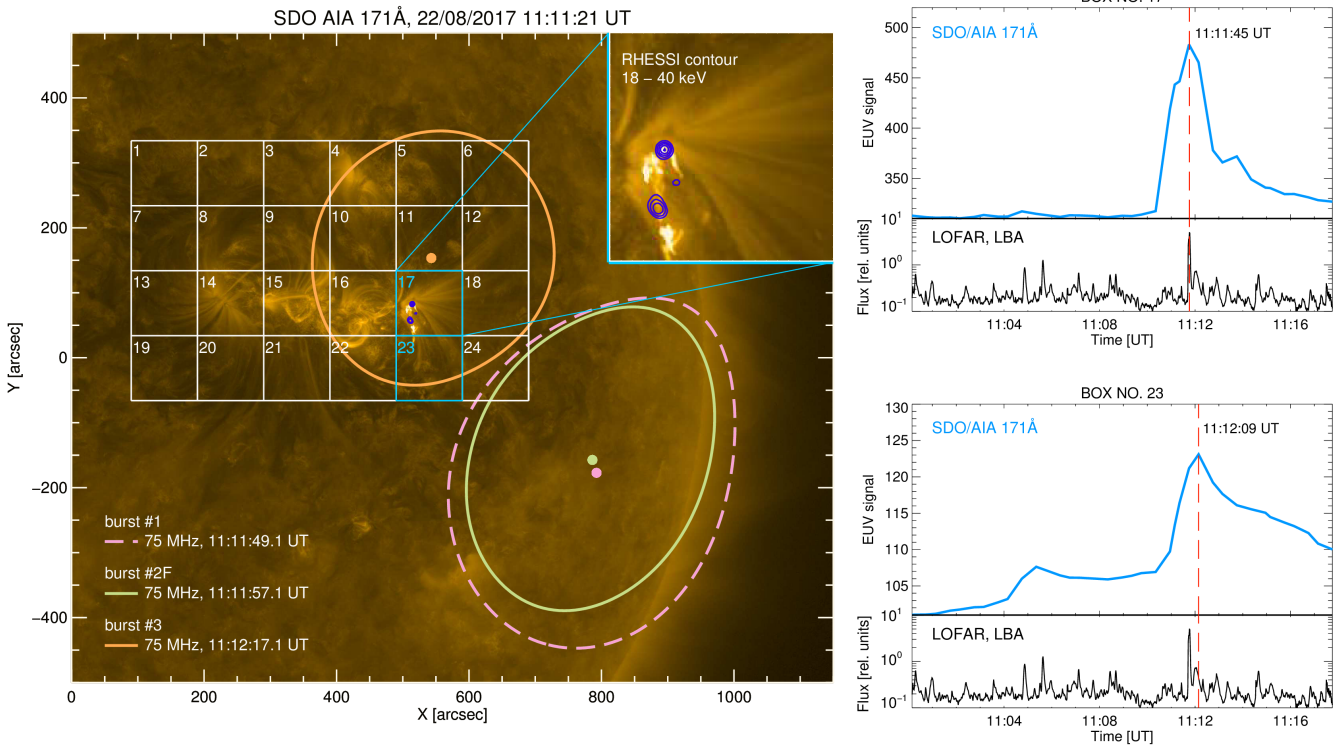 SDO AIA 171Å, 22/08/2017 11:11:21 UT
RHESSI contour
18 – 40 keV
1 2 3 4 5 6
7 8 9 10 11 12
13 14 15 16 17 18
19 20 21 22 23 24
400
200
0
−200
−400
Y [arcsec]
burst #1
75 MHz, 11:11:49.1 UT
burst #2F
75 MHz, 11:11:57.1 UT
burst #3
75 MHz, 11:12:17.1 UT
0 200 400 600 800 1000
X [arcsec]
BOX NO. 17
SDO/AIA 171Å
11:11:45 UT
500
450
400
350
EUV signal
LOFAR, LBA
10¹
10⁰
10⁻¹
Flux [rel. units]
11:04 11:08 11:12 11:16
Time [UT]
BOX NO. 23
SDO/AIA 171Å
11:12:09 UT
130
125
120
115
110
105
EUV signal
LOFAR, LBA
10¹
10⁰
10⁻¹
Flux [rel. units]
11:04 11:08 11:12 11:16
Time [UT]